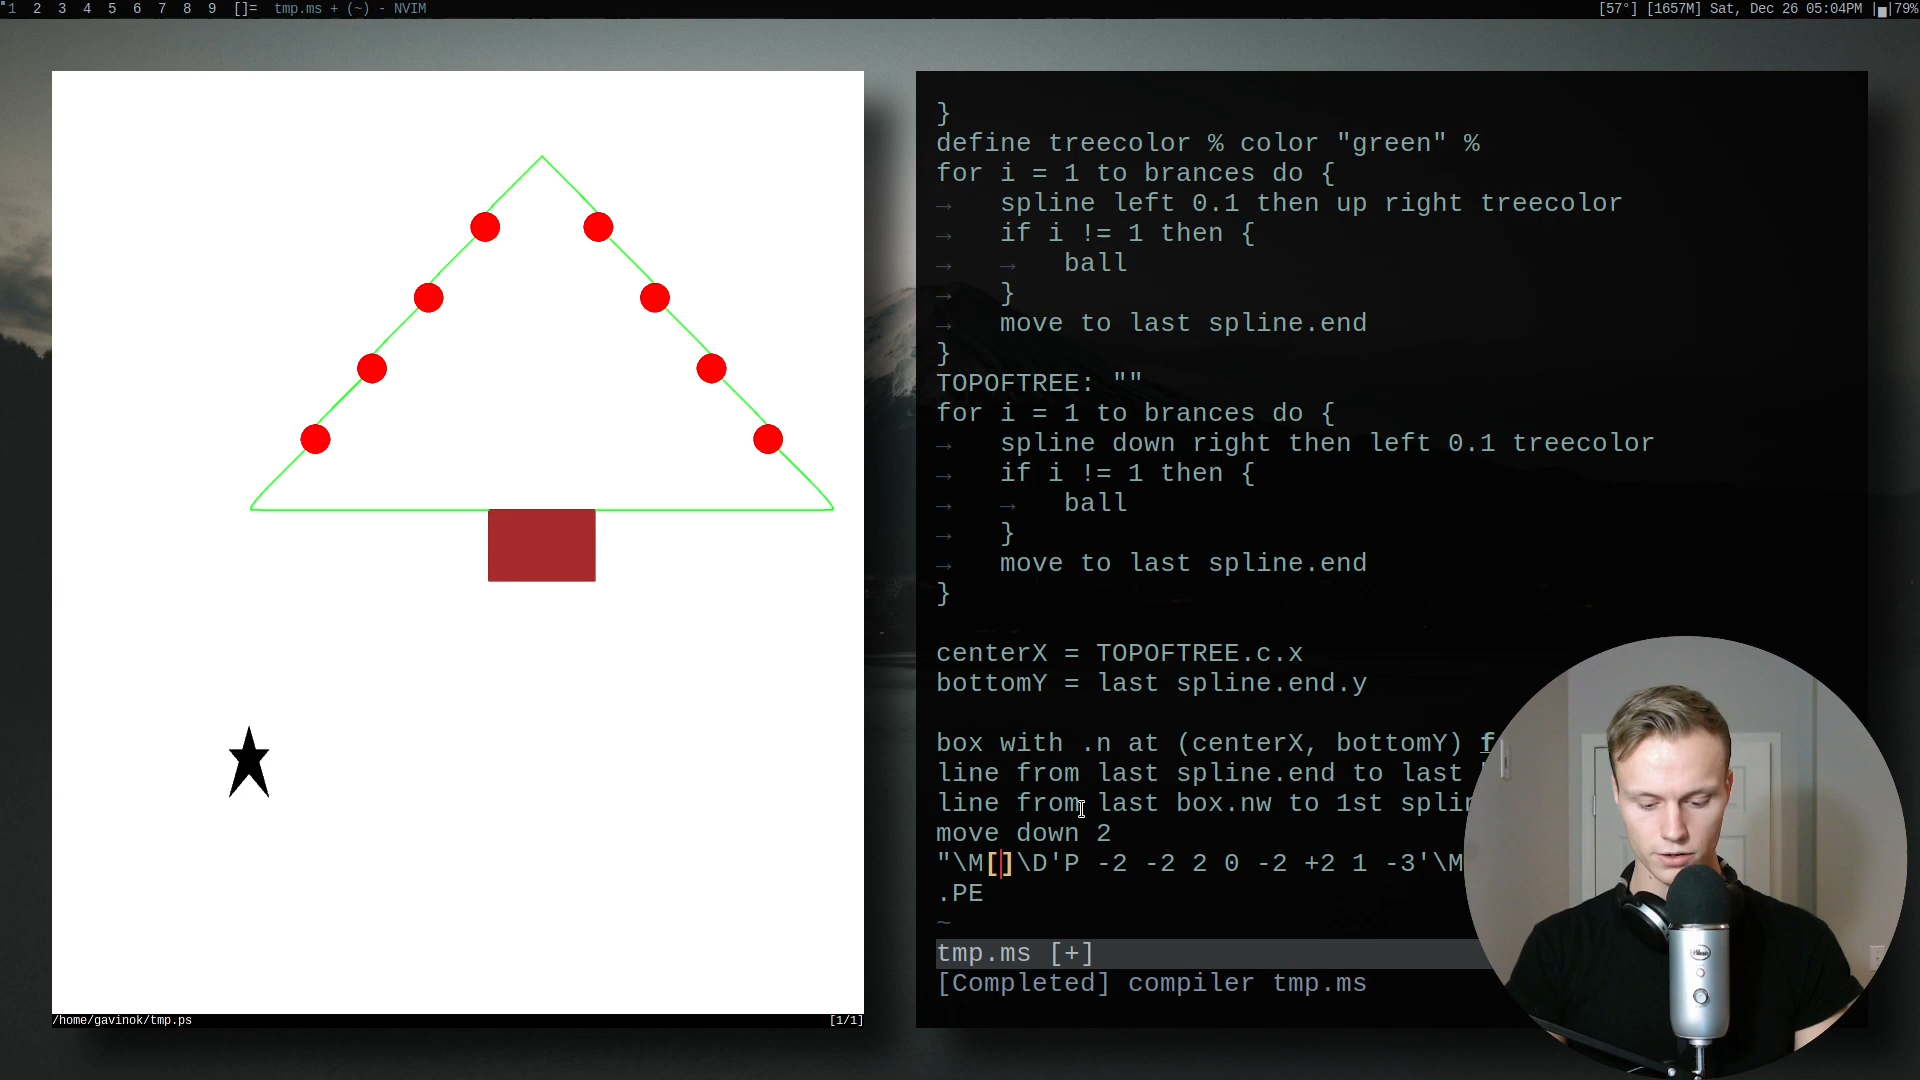 1 2 3 4 5 6 7 8 9 []= tmp.ms + (~) - NVIM
[57°] [1657M] Sat, Dec 26 05:04PM |▄|79%
}
define treecolor % color "green" %
for i = 1 to brances do {
→ spline left 0.1 then up right treecolor
→ if i != 1 then {
→ → ball
→ }
→ move to last spline.end
}
TOPOFTREE: ""
for i = 1 to brances do {
→ spline down right then left 0.1 treecolor
→ if i != 1 then {
→ → ball
→ }
→ move to last spline.end
}
centerX = TOPOFTREE.c.x
bottomY = last spline.end.y
box with .n at (centerX, bottomY) f
line from last spline.end to last
line from last box.nw to 1st splin
move down 2
"\M[]\D'P -2 -2 2 0 -2 +2 1 -3'\M
.PE
~
tmp.ms [+]
[Completed] compiler tmp.ms
/home/gavinok/tmp.ps [1/1]